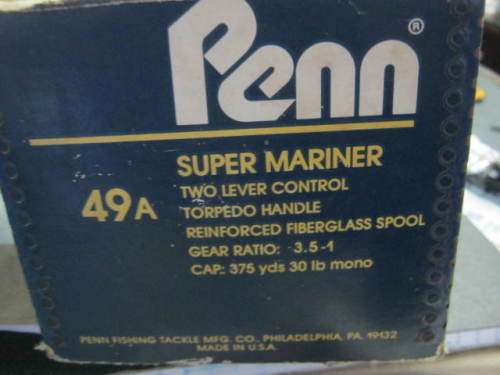 Penn®
SUPER MARINER
49A
TWO LEVER CONTROL
TORPEDO HANDLE
REINFORCED FIBERGLASS SPOOL
GEAR RATIO: 3.5-1
CAP: 375 yds 30 lb mono
PENN FISHING TACKLE MFG. CO., PHILADELPHIA, PA. 19132
MADE IN U.S.A.